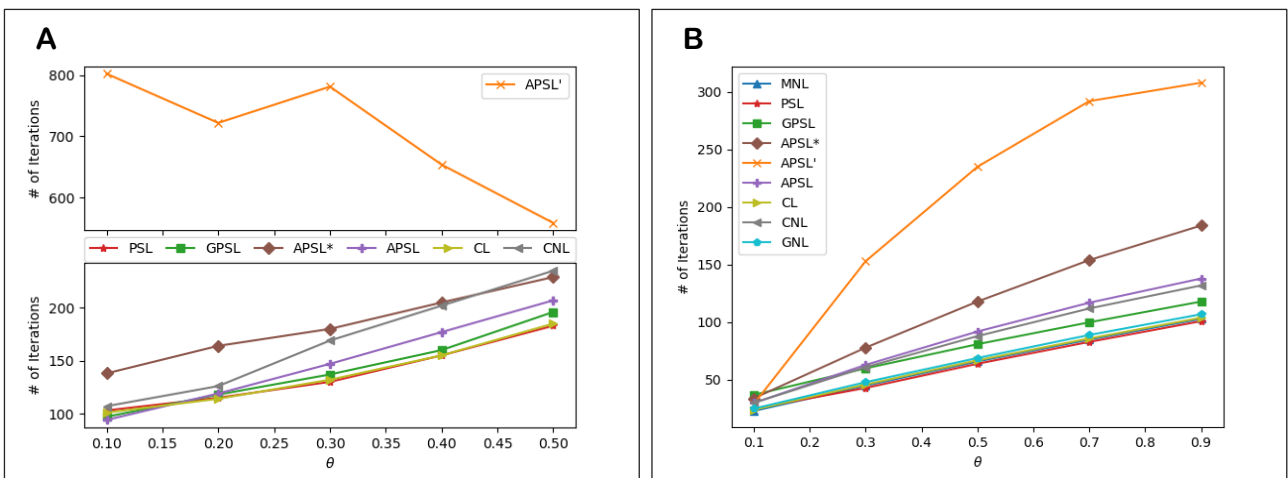 A
800
700
600
# of Iterations
APSL'
PSL GPSL APSL* APSL CL CNL
200
150
100
# of Iterations
0.10 0.15 0.20 0.25 0.30 0.35 0.40 0.45 0.50
θ
B
300
250
200
150
100
50
# of Iterations
MNL
PSL
GPSL
APSL*
APSL'
APSL
CL
CNL
GNL
0.1 0.2 0.3 0.4 0.5 0.6 0.7 0.8 0.9
θ